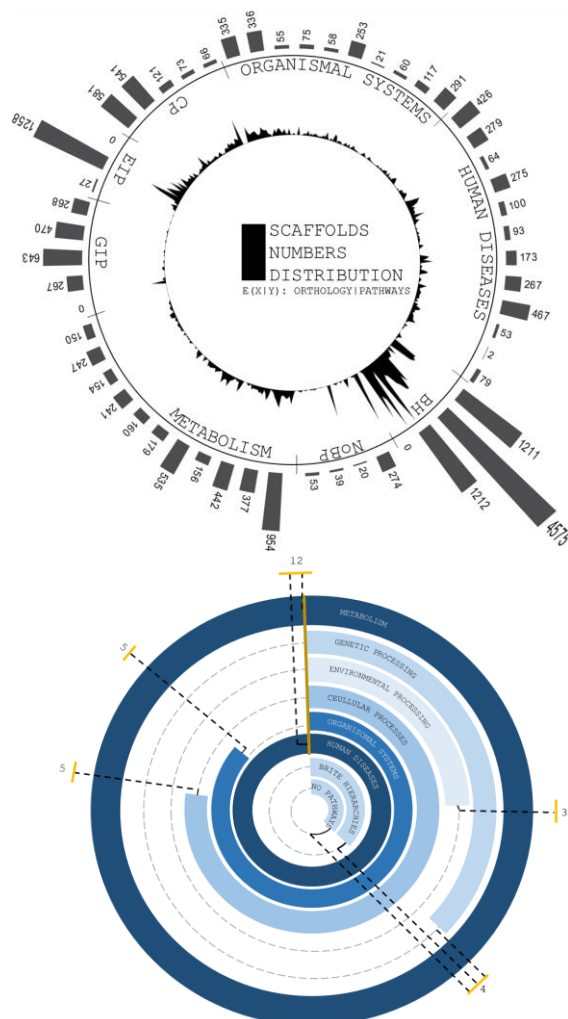 335
336
55
75
58
253
21
60
117
291
ORGANISMAL SYSTEMS
426
279
64
275
100
93
173
267
467
53
2
HUMAN DISEASES
79
1211
4575
1212
0
BH
274
20
39
53
NoBP
954
377
442
156
535
179
160
241
154
247
150
0
METABOLISM
267
643
470
268
GIP
27
1258
0
EIP
581
541
121
73
66
CP
SCAFFOLDS
NUMBERS
DISTRIBUTION
E(X|Y): ORTHOLOGY|PATHWAYS
12
METABOLISM
GENETIC PROCESSING
ENVIRONMENTAL PROCESSING
CEULLULAR PROCESSES
ORGANISOMAL SYSTEMS
HUMAN DISEASES
BRITE HIERARCHIES
NO PATHWAYS
5
5
3
4